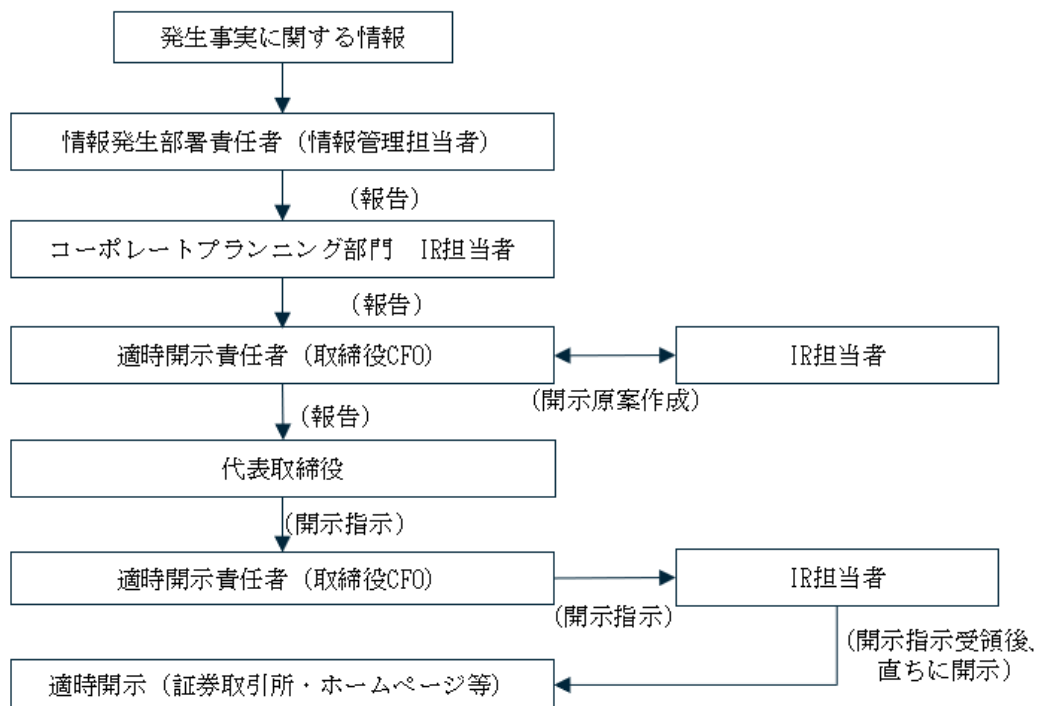 発生事実に関する情報
情報発生部署責任者（情報管理担当者）
（報告）
コーポレートプランニング部門　IR担当者
（報告）
適時開示責任者（取締役CFO）
IR担当者
（開示原案作成）
（報告）
代表取締役
（開示指示）
適時開示責任者（取締役CFO）
IR担当者
（開示指示）
（開示指示受領後、
直ちに開示）
適時開示（証券取引所・ホームページ等）